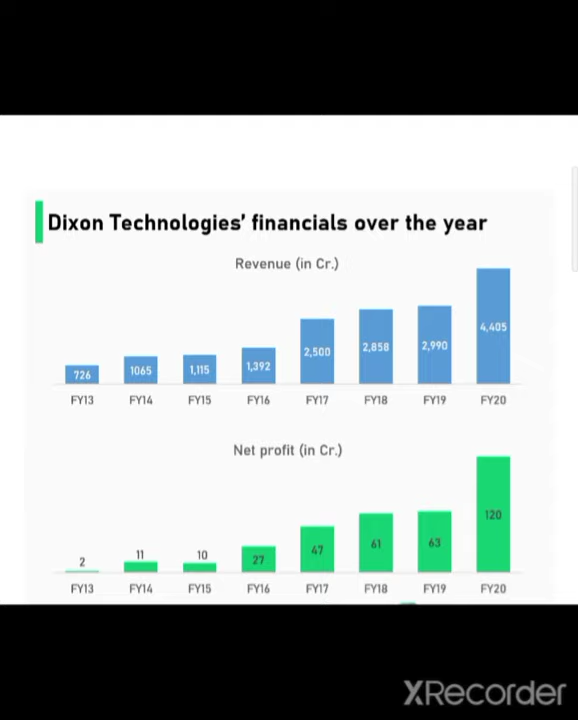 Dixon Technologies' financials over the year
Revenue (in Cr.)
726 1065 1,115 1,392 2,500 2,858 2,990 4,405
FY13 FY14 FY15 FY16 FY17 FY18 FY19 FY20
Net profit (in Cr.)
2 11 10 27 47 61 63 120
FY13 FY14 FY15 FY16 FY17 FY18 FY19 FY20
XRecorder